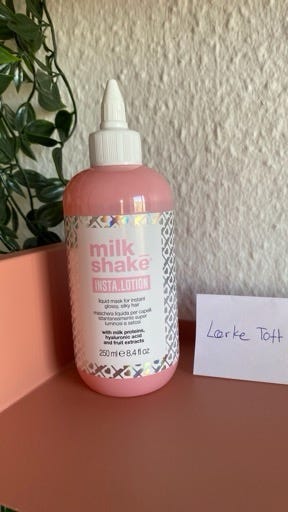 milk
shake
INSTA.LOTION
liquid mask for instant
glossy, silky hair
maschera liquida per capelli
istantaneamente super
luminosi e setosi
with milk proteins,
hyaluronic acid
and fruit extracts
250 ml e 8.4 fl oz
Lærke Toft